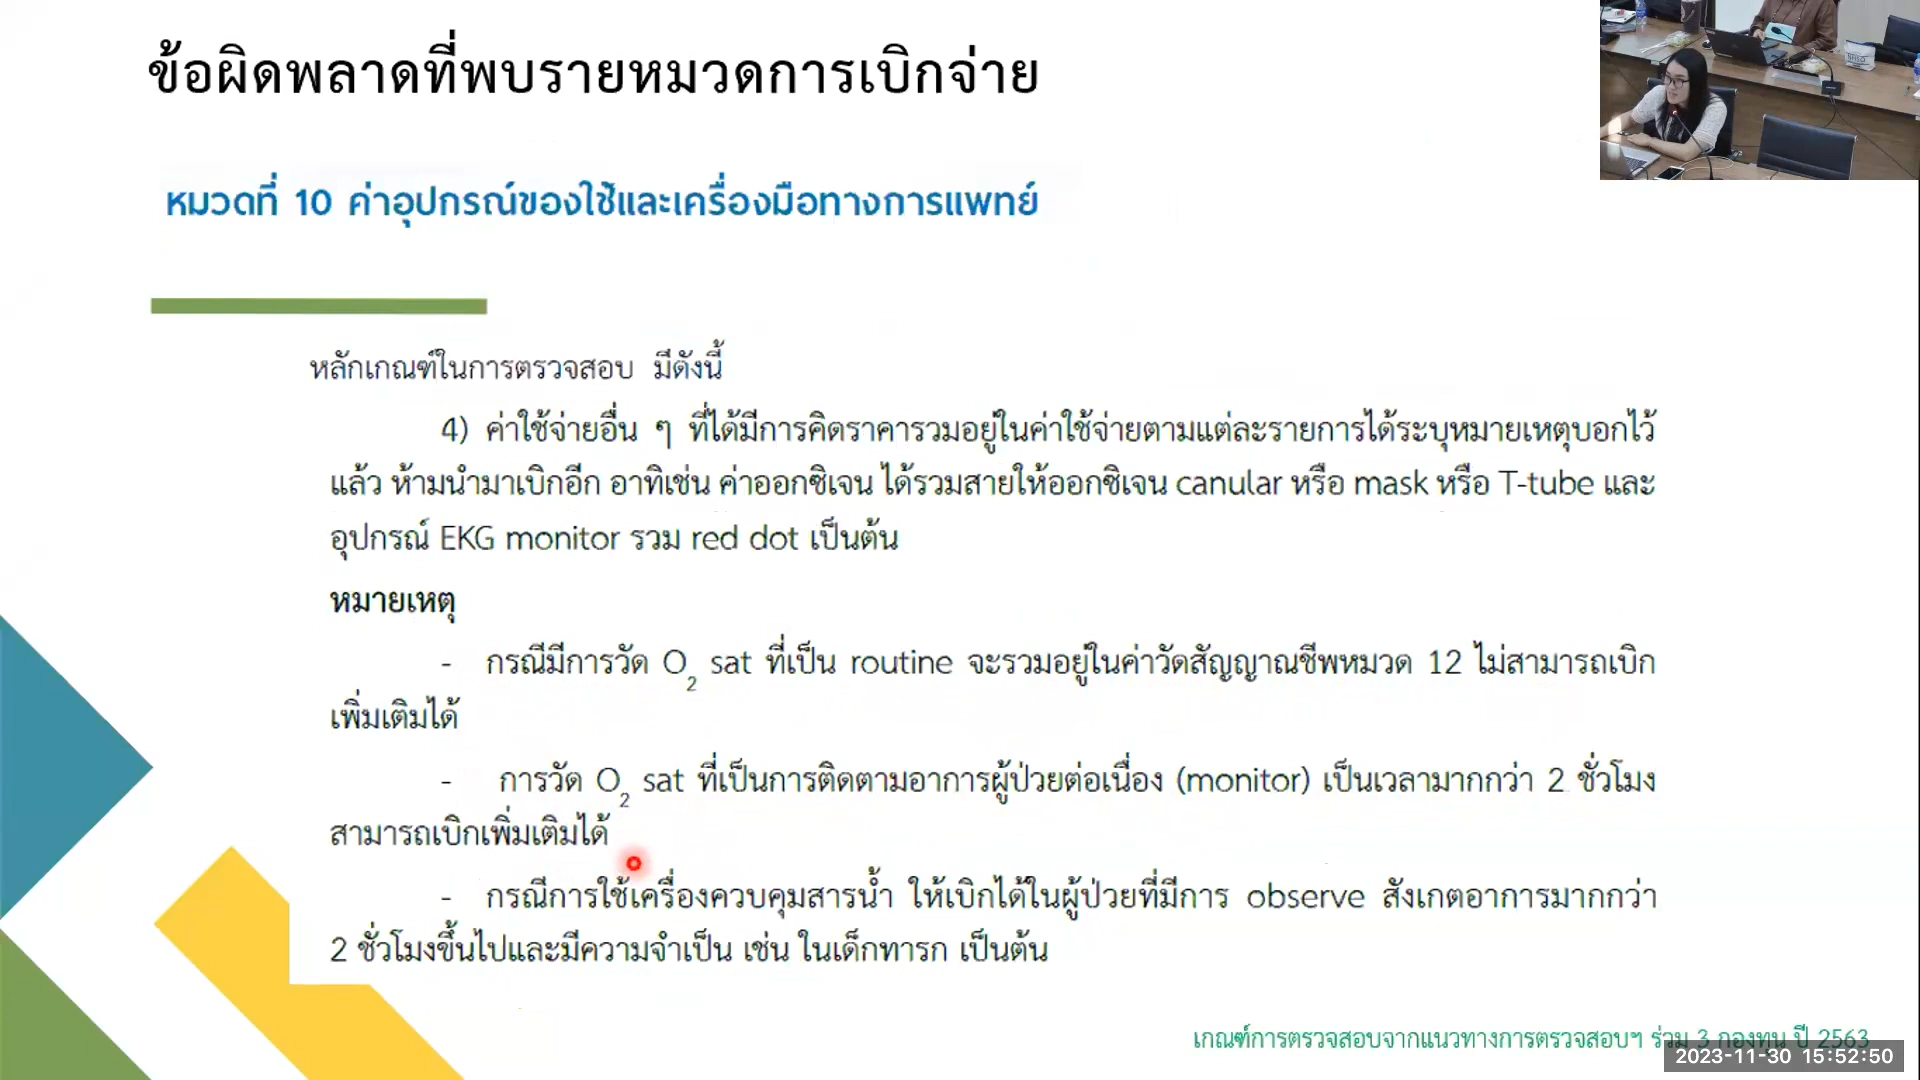 ข้อผิดพลาดที่พบรายหมวดการเบิกจ่าย
หมวดที่ 10 ค่าอุปกรณ์ของใช้และเครื่องมือทางการแพทย์
หลักเกณฑ์ในการตรวจสอบ มีดังนี้
4) ค่าใช้จ่ายอื่น ๆ ที่ได้มีการคิดราคารวมอยู่ในค่าใช้จ่ายตามแต่ละรายการได้ระบุหมายเหตุบอกไว้
แล้ว ห้ามนำมาเบิกอีก อาทิเช่น ค่าออกซิเจน ได้รวมสายให้ออกซิเจน canular หรือ mask หรือ T-tube และ
อุปกรณ์ EKG monitor รวม red dot เป็นต้น
หมายเหตุ
- กรณีมีการวัด O2 sat ที่เป็น routine จะรวมอยู่ในค่าวัดสัญญาณชีพหมวด 12 ไม่สามารถเบิก
เพิ่มเติมได้
- การวัด O2 sat ที่เป็นการติดตามอาการผู้ป่วยต่อเนื่อง (monitor) เป็นเวลามากกว่า 2 ชั่วโมง
สามารถเบิกเพิ่มเติมได้
- กรณีการใช้เครื่องควบคุมสารน้ำ ให้เบิกได้ในผู้ป่วยที่มีการ observe สังเกตอาการมากกว่า
2 ชั่วโมงขึ้นไปและมีความจำเป็น เช่น ในเด็กทารก เป็นต้น
เกณฑ์การตรวจสอบจากแนวทางการตรวจสอบฯ ร่วม 3 กองทุน ปี 2563
2023-11-30 15:52:50